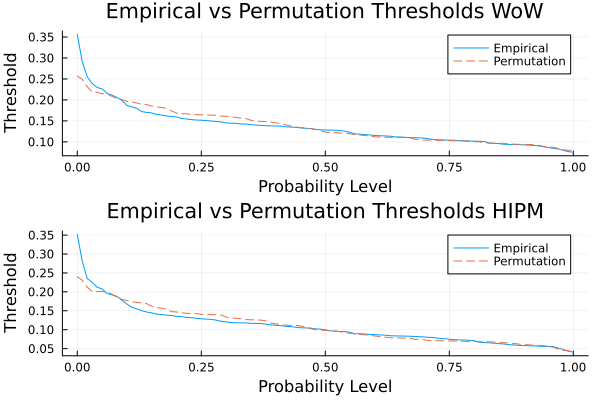 Empirical vs Permutation Thresholds WoW
Threshold
0.35
0.30
0.25
0.20
0.15
0.10
Empirical
Permutation
0.00
0.25
0.50
0.75
1.00
Probability Level
Empirical vs Permutation Thresholds HIPM
Threshold
0.35
0.30
0.25
0.20
0.15
0.10
0.05
Empirical
Permutation
0.00
0.25
0.50
0.75
1.00
Probability Level